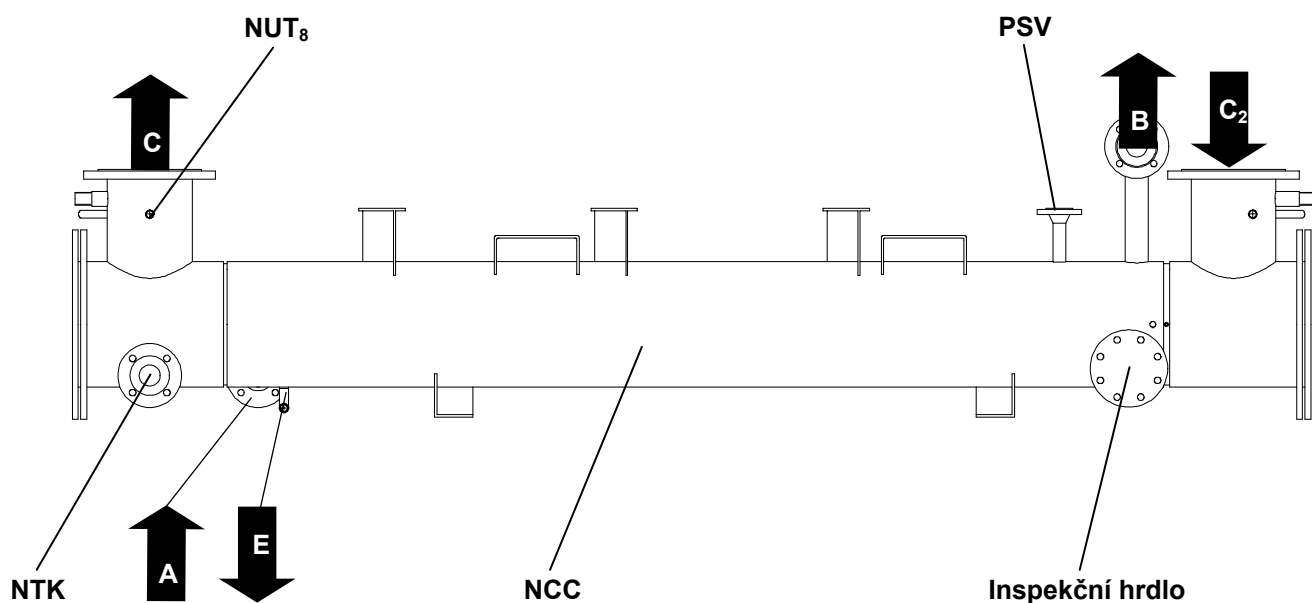 NUT₈
PSV
C
B
C₂
A
E
NTK
NCC
Inspekční hrdlo